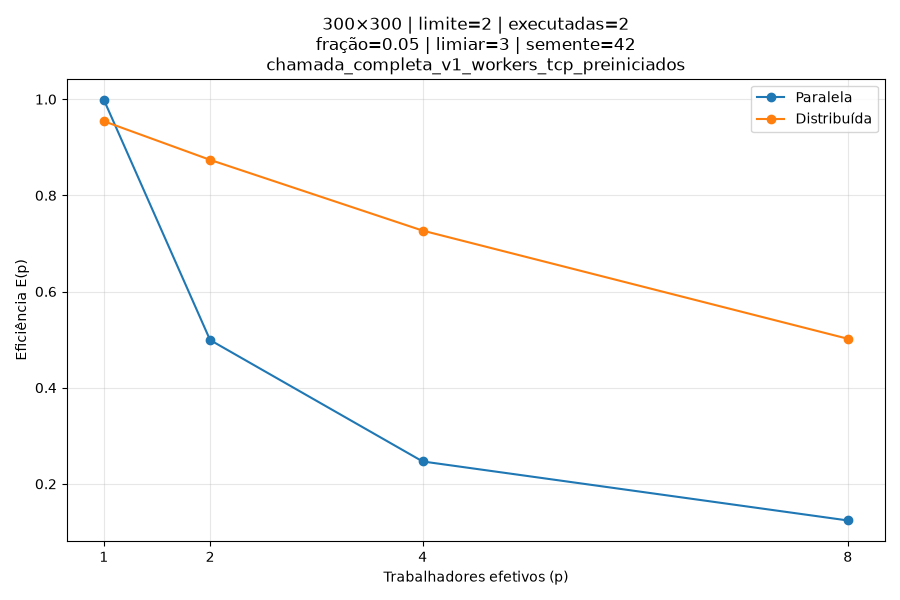 300×300 | limite=2 | executadas=2
fração=0.05 | limiar=3 | semente=42
chamada_completa_v1_workers_tcp_preiniciados
Paralela
Distribuída
Eficiência E(p)
1.0
0.8
0.6
0.4
0.2
1
2
4
8
Trabalhadores efetivos (p)